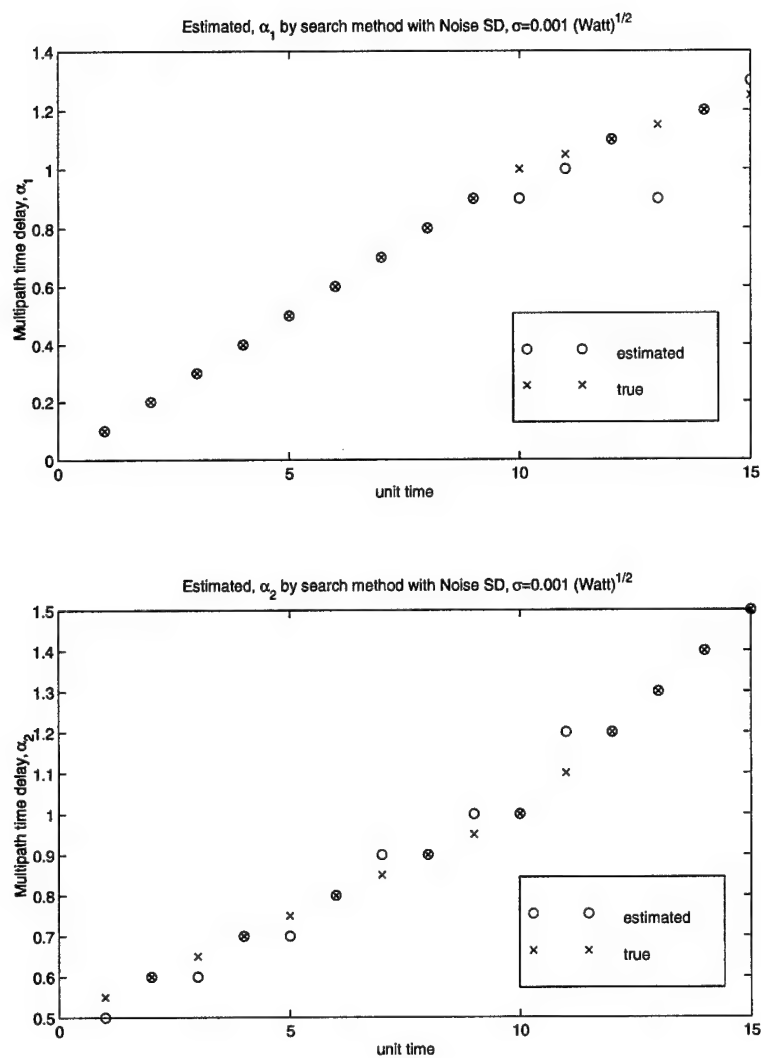 Estimated, α₁ by search method with Noise SD, σ=0.001 (Watt)^1/2
1.4
1.2
1
0.8
0.6
0.4
0.2
0
Multipath time delay, α₁
estimated
true
0
5
10
15
unit time
Estimated, α₂ by search method with Noise SD, σ=0.001 (Watt)^1/2
1.5
1.4
1.3
1.2
1.1
1
0.9
0.8
0.7
0.6
0.5
Multipath time delay, α₂
estimated
true
0
5
10
15
unit time